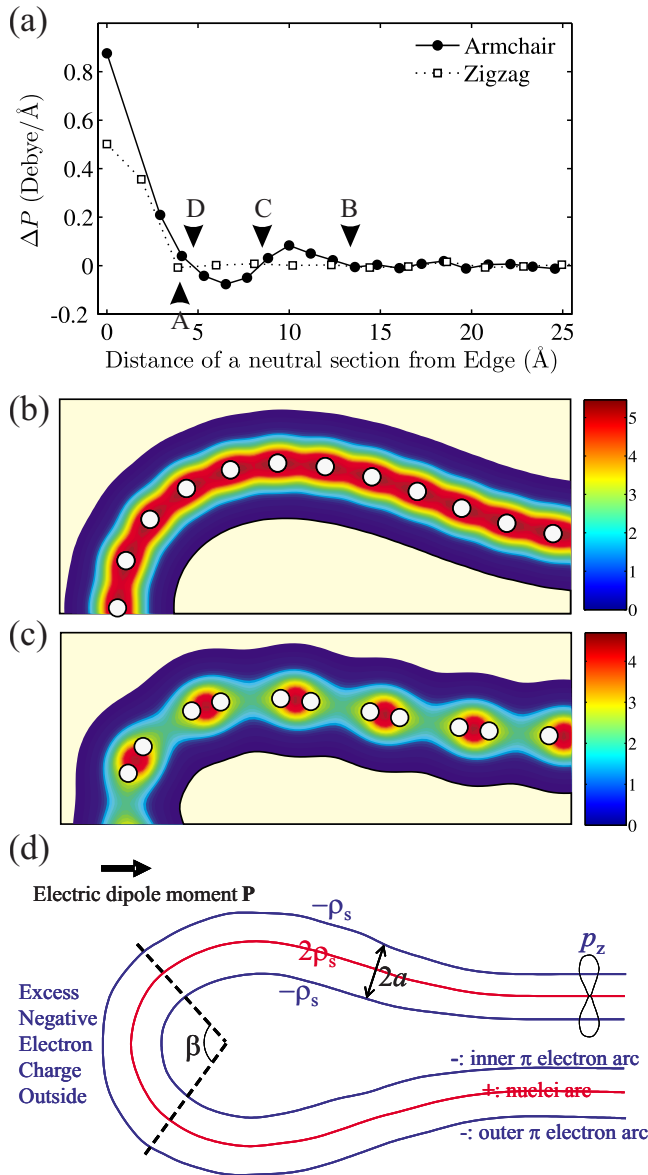 (a)
Armchair
Zigzag
ΔP (Debye/Å)
0.8
0.6
0.4
0.2
0
-0.2
D
C
B
A
0
5
10
15
20
25
Distance of a neutral section from Edge (Å)
(b)
5
4
3
2
1
0
(c)
4
3
2
1
0
(d)
Electric dipole moment P
−ρs
2ρs
−ρs
2a
pz
Excess
Negative
Electron
Charge
Outside
β
-: inner π electron arc
+: nuclei arc
-: outer π electron arc